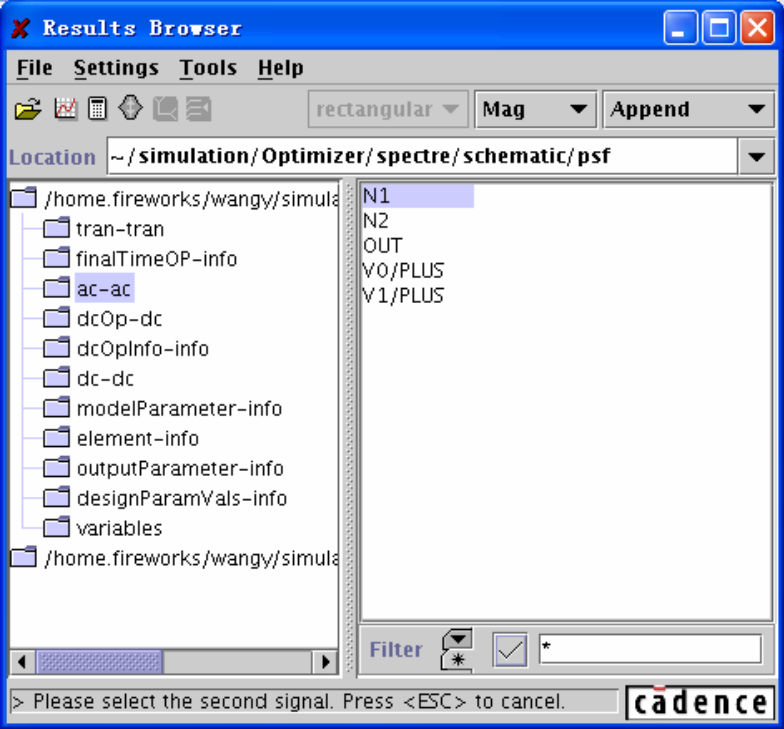 Results Browser
File Settings Tools Help
rectangular Mag Append
Location ~/simulation/Optimizer/spectre/schematic/psf
/home.fireworks/wangy/simula
tran-tran
finalTimeOP-info
ac-ac
dcOp-dc
dcOpInfo-info
dc-dc
modelParameter-info
element-info
outputParameter-info
designParamVals-info
variables
/home.fireworks/wangy/simula
N1
N2
OUT
V0/PLUS
V1/PLUS
Filter *
> Please select the second signal. Press <ESC> to cancel.
cādence